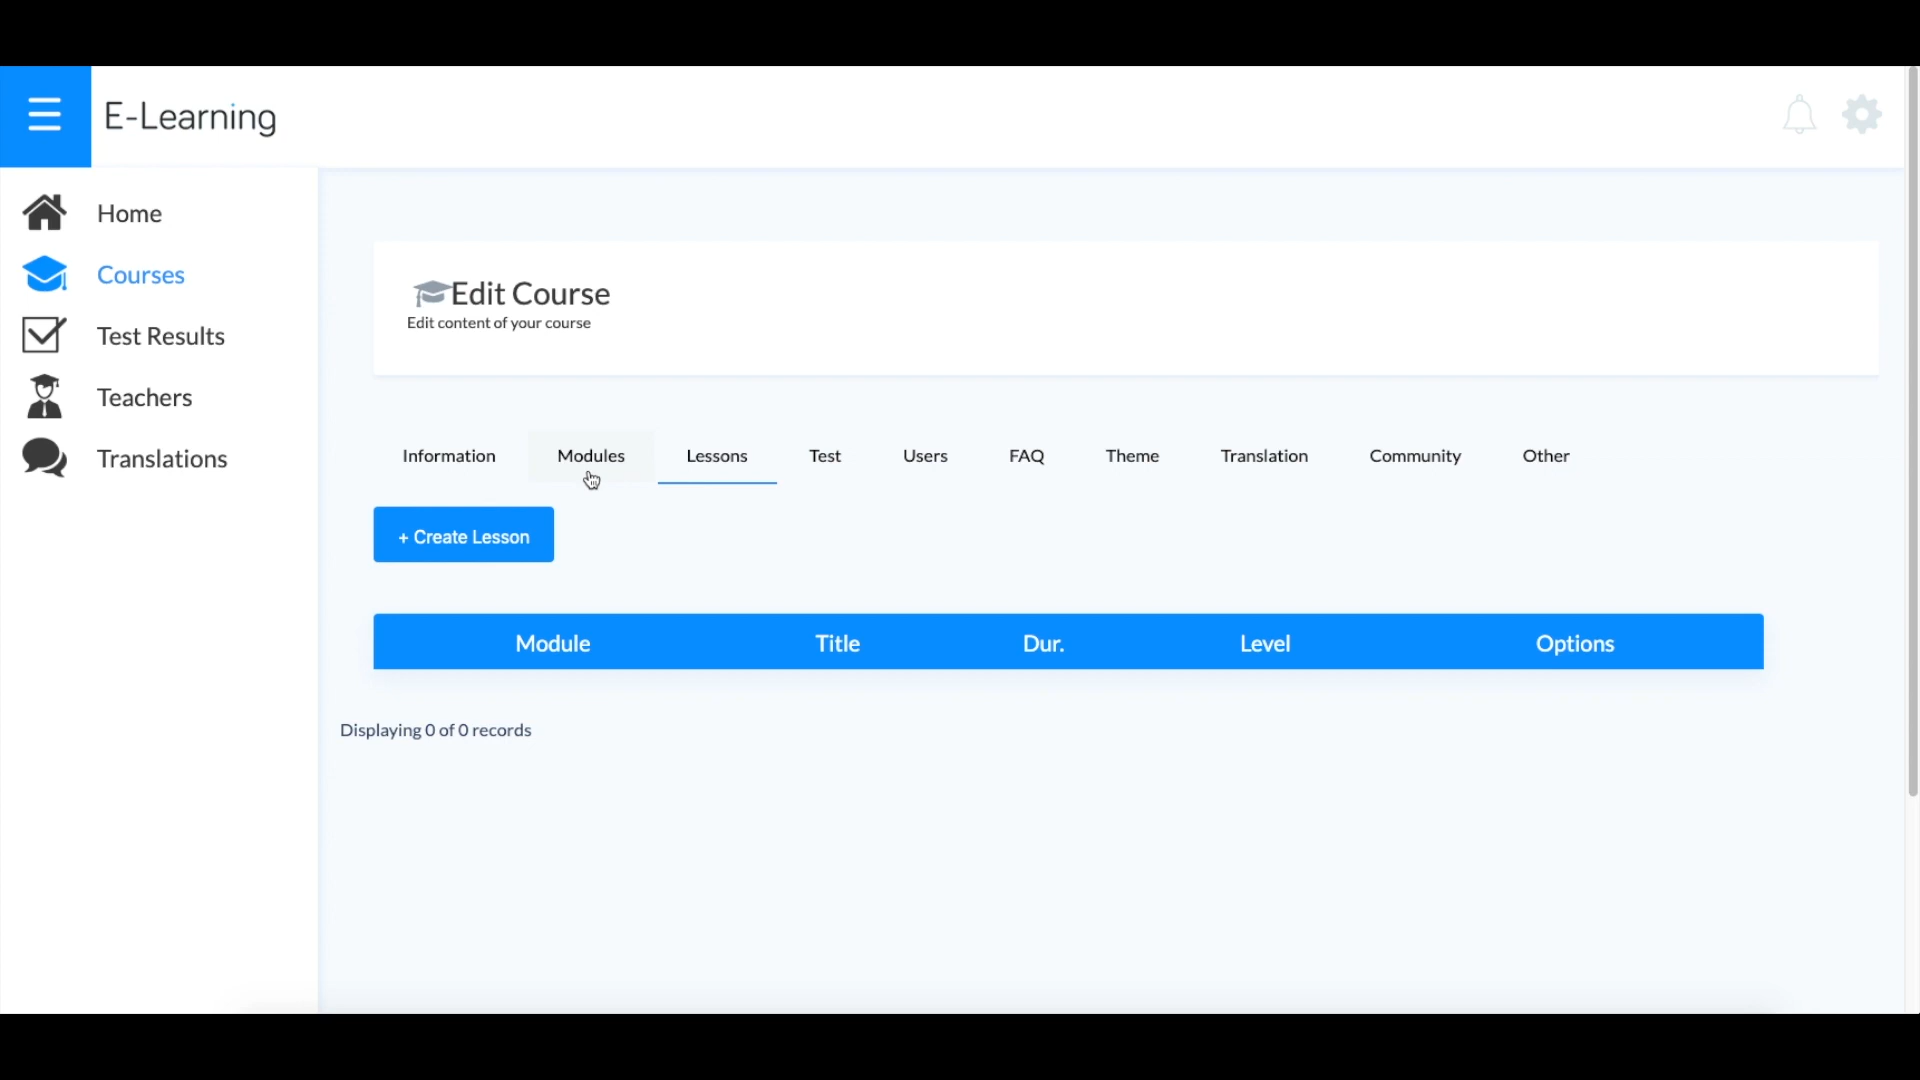 E-Learning
Home
Courses
Test Results
Teachers
Translations
Edit Course
Edit content of your course
Information Modules Lessons Test Users FAQ Theme Translation Community Other
+ Create Lesson
Module Title Dur. Level Options
Displaying 0 of 0 records